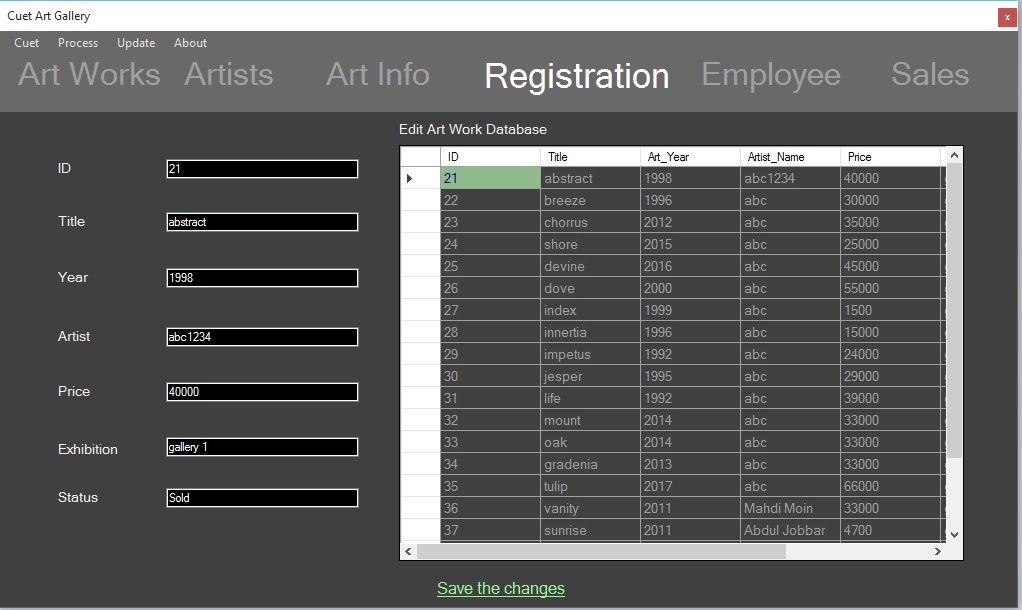 Cuet Art Gallery
x
Cuet Process Update About
Art Works Artists Art Info Registration Employee Sales
Edit Art Work Database
ID 21
Title abstract
Year 1998
Artist abc1234
Price 40000
Exhibition gallery 1
Status Sold
ID Title Art_Year Artist_Name Price
21 abstract 1998 abc1234 40000
22 breeze 1996 abc 30000
23 chorrus 2012 abc 35000
24 shore 2015 abc 25000
25 devine 2016 abc 45000
26 dove 2000 abc 55000
27 index 1999 abc 1500
28 innertia 1996 abc 15000
29 impetus 1992 abc 24000
30 jesper 1995 abc 29000
31 life 1992 abc 39000
32 mount 2014 abc 33000
33 oak 2014 abc 33000
34 gradenia 2013 abc 33000
35 tulip 2017 abc 66000
36 vanity 2011 Mahdi Moin 33000
37 sunrise 2011 Abdul Jobbar 4700
Save the changes